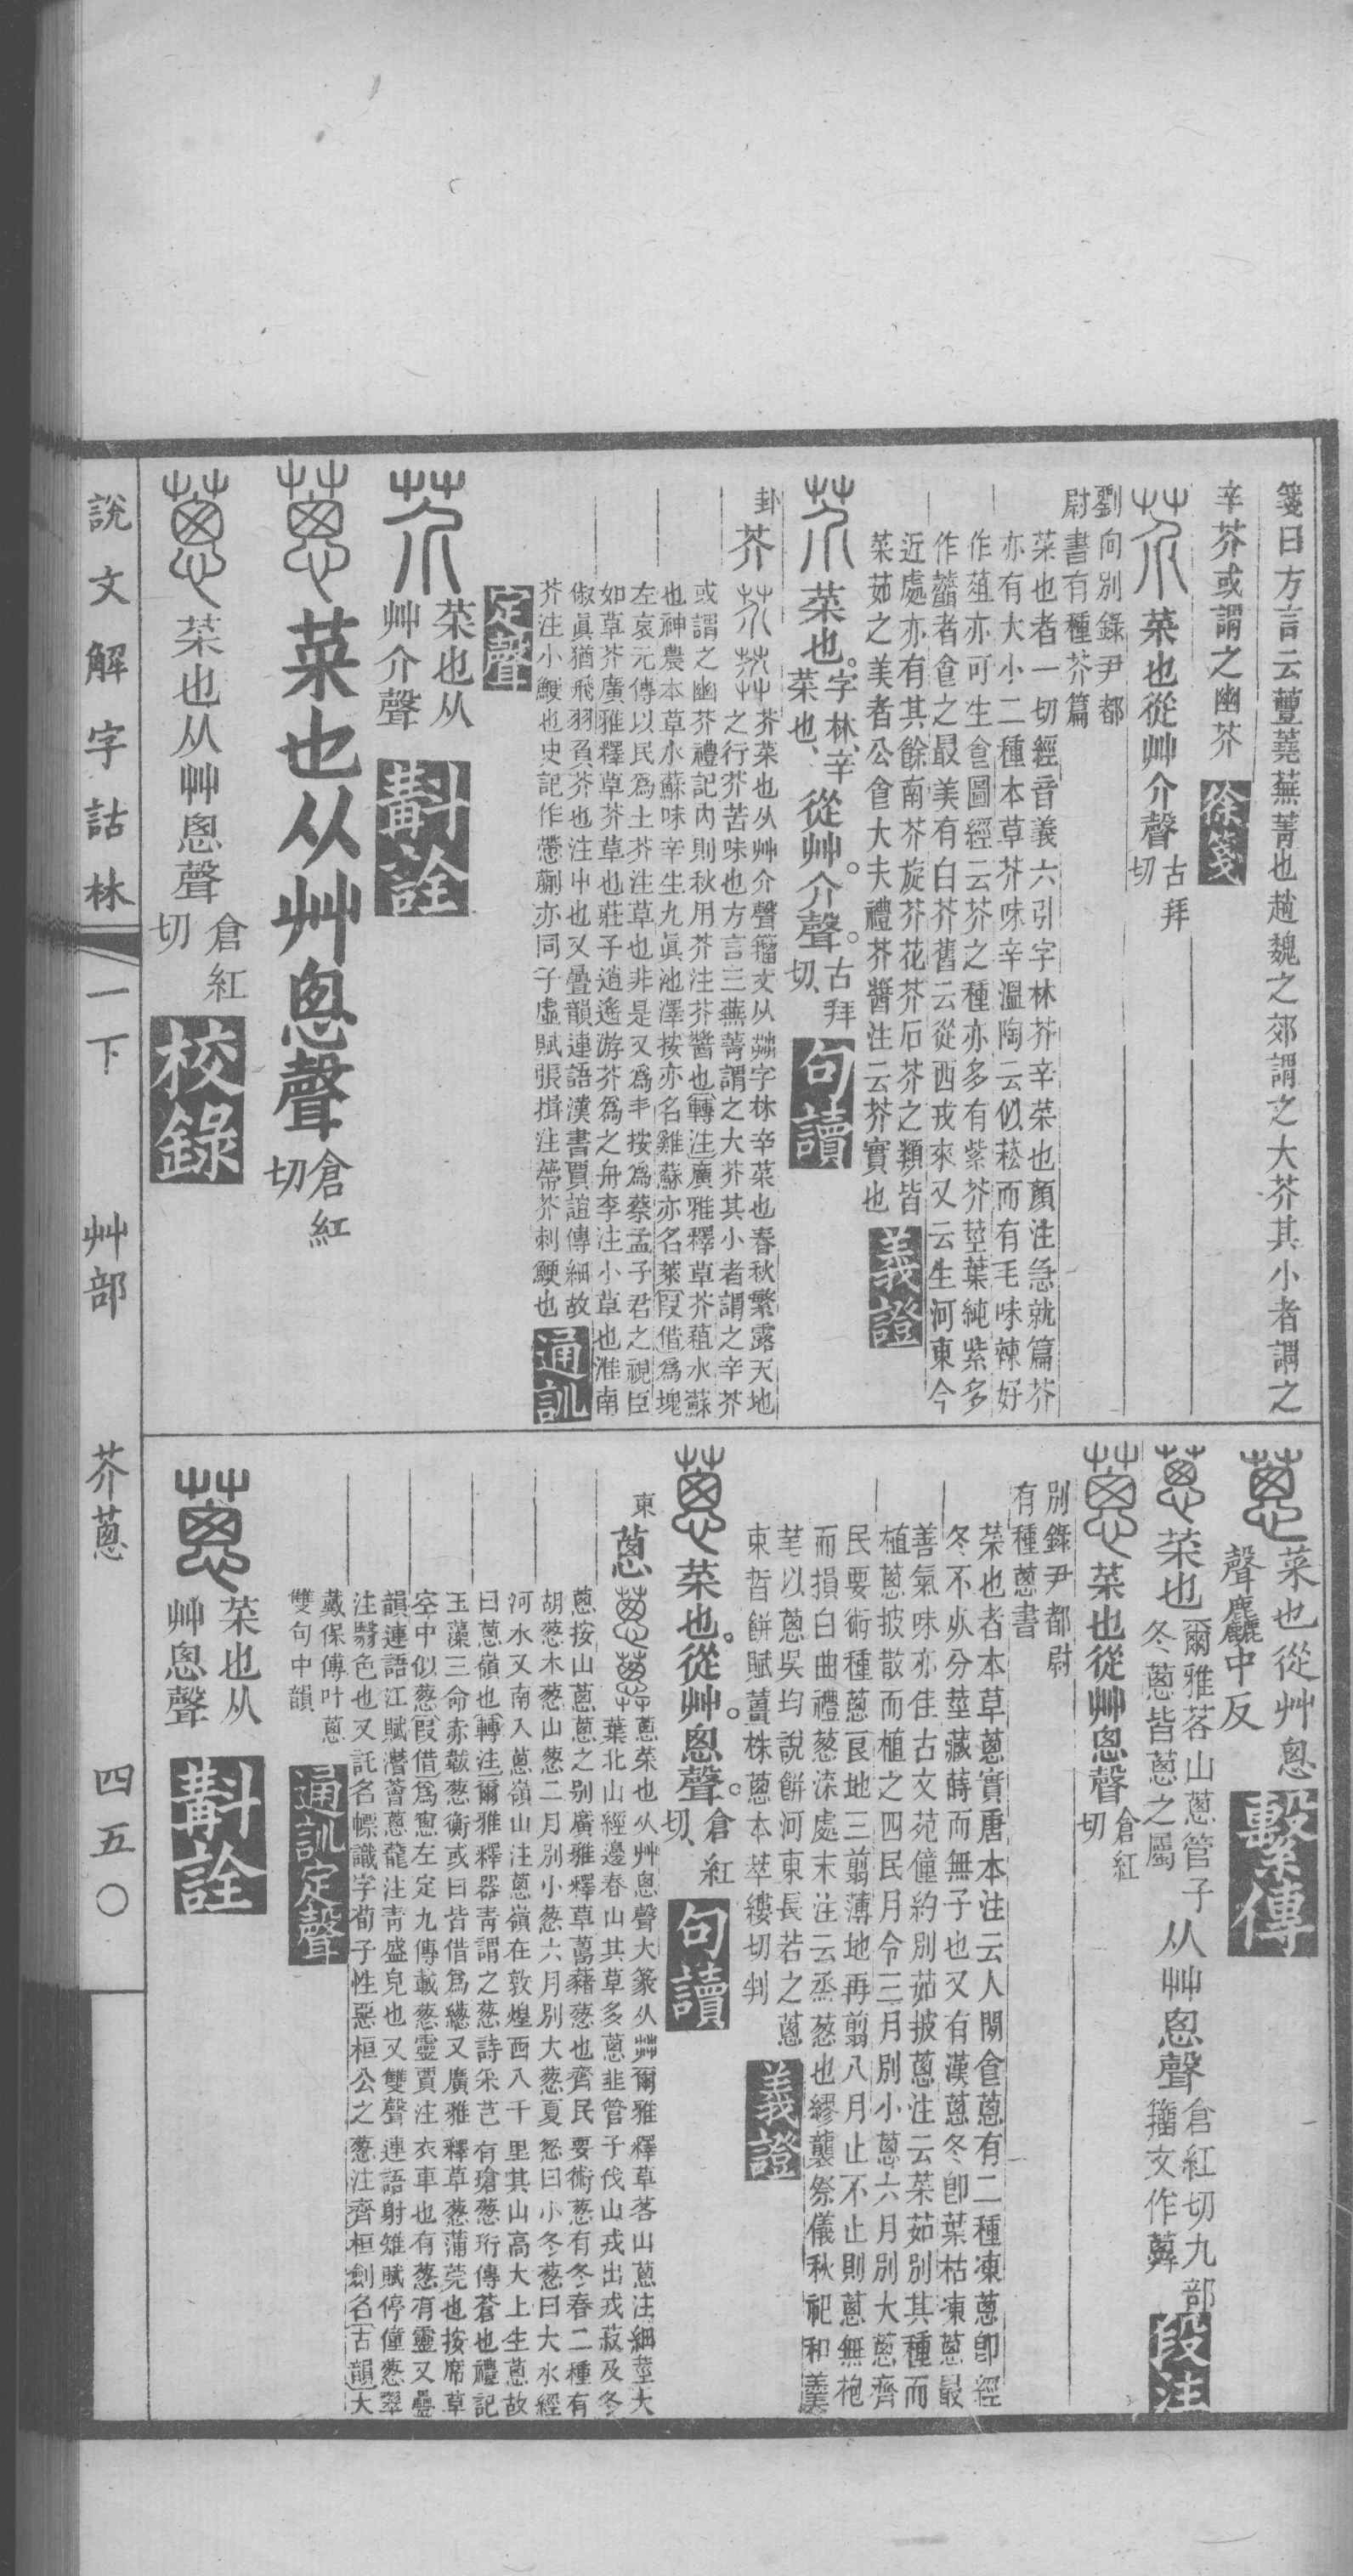 箋曰方言云蘴蕘蕪菁也趙魏之郊謂之大芥其小者謂之
辛芥或謂之幽芥 徐箋
芥 菜也從艸介聲 古拜切
劉向別錄尹都
尉書有種芥篇
菜也者一切經音義六引字林芥辛菜也顏注急就篇芥
亦有大小二種本草芥味辛溫陶云似菘而有毛味辣好
作葅亦可生食圖經云芥之種亦多有紫芥莖葉純紫多
作虀者食之最美有白芥舊云從西戎來又云生河東今
近處亦有其餘南芥旋芥花芥石芥之類皆
菜茹之美者公食大夫禮芥醬注云芥實也 義證
芥 菜也。字林、辛菜也、從艸。介聲。古拜切、 句讀
卦
芥 芥菜也从艸介聲籒文从茻字林辛菜也春秋繁露天地
之行芥苦味也方言三蕪菁謂之大芥其小者謂之辛芥
或謂之幽芥禮記內則秋用芥注芥醬也轉注廣雅釋草芥蒩水蘇
也神農本草水蘇味辛生九眞池澤按亦名雞蘇亦名萊叚借爲塊
左哀元傳以民爲土芥注草也非是又爲丯按爲蔡孟子君之視臣
如草芥廣雅釋草芥草也莊子逍遙游芥爲之舟李注小草也淮南
俶眞猶飛羽負芥也注中也又疊韻連語漢書賈誼傳細故
芥注小鯁也史記作懘蒯亦同子虛賦張揖注蔕芥刺鯁也 通訓
定聲
芥 菜也从
艸介聲 斠詮
蔥 菜也从艸悤聲 倉紅切
蔥 菜也从艸悤聲 倉紅切 校錄
說文解字詁林 一下 艸部 芥蔥 四五〇
蔥 菜也從艸悤
聲麤中反 繫傳
蔥 菜也 爾雅茖山蔥管子
冬蔥皆蔥之屬 从艸悤聲 倉紅切九部
籒文作 段注
蔥 菜也從艸悤聲 倉紅切
別錄尹都尉
有種蔥書
菜也者本草蔥實唐本注云人閒食蔥有二種凍蔥卽經
冬不死分莖藏蒔而無子也又有漢蔥冬卽葉枯凍蔥最
善氣味亦佳古文苑僮約別茹披蔥注云菜茹別其種而
植蔥披散而植之四民月令三月別小蔥六月別大蔥齊
民要術種蔥良地三翦薄地再翦八月止不止則蔥無袍
而損白曲禮蔥渿處末注云烝蔥也繆襲祭儀秋祀和羹
芼以蔥吳均說餅河東長若之蔥
束晳餅賦薑株蔥本萃縷切判 義證
蔥 菜也。從艸。悤聲。倉紅切、 句讀
東
蔥 蔥菜也从艸悤聲大篆从茻爾雅釋草茖山蔥注細莖大
葉北山經邊春山其草多蔥韭管子伐山戎出戎菽及冬
蔥按山蔥蔥之別廣雅釋草藒藸蔥也齊民要術蔥有冬春二種有
胡蔥木蔥山蔥二月別小蔥六月別大蔥夏蔥曰小冬蔥曰大水經
河水又南入蔥嶺山注蔥嶺在敦煌西八千里其山高大上生蔥故
曰蔥嶺也轉注爾雅釋器靑謂之蔥詩采芑有瑲蔥珩傳蒼也禮記
玉藻三命赤韍蔥衡或曰皆借爲繱又廣雅釋草蔥蒲莞也按席草
空中似蔥叚借爲窻左定九傳載蔥靈賈注衣車也有蔥有靈又疊
韻連語江賦潛薈蔥蘢注靑盛皃也又雙聲連語射雉賦停僮蔥翠
注翳色也又託名幖識字荀子性惡桓公之蔥注齊桓劍名古韻大
戴保傅叶蔥
雙句中韻 通訓定聲
蔥 菜也从
艸悤聲 斠詮